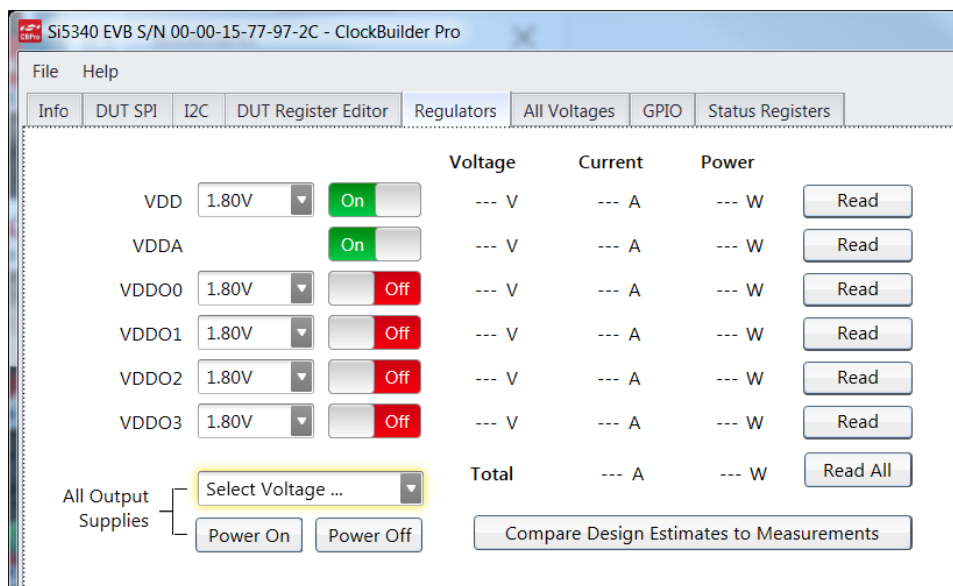 CBPro Si5340 EVB S/N 00-00-15-77-97-2C - ClockBuilder Pro
File Help
Info DUT SPI I2C DUT Register Editor Regulators All Voltages GPIO Status Registers
Voltage Current Power
VDD 1.80V On --- V --- A --- W Read
VDDA On --- V --- A --- W Read
VDDO0 1.80V Off --- V --- A --- W Read
VDDO1 1.80V Off --- V --- A --- W Read
VDDO2 1.80V Off --- V --- A --- W Read
VDDO3 1.80V Off --- V --- A --- W Read
Total --- A --- W Read All
All Output Supplies Select Voltage ...
Power On Power Off Compare Design Estimates to Measurements